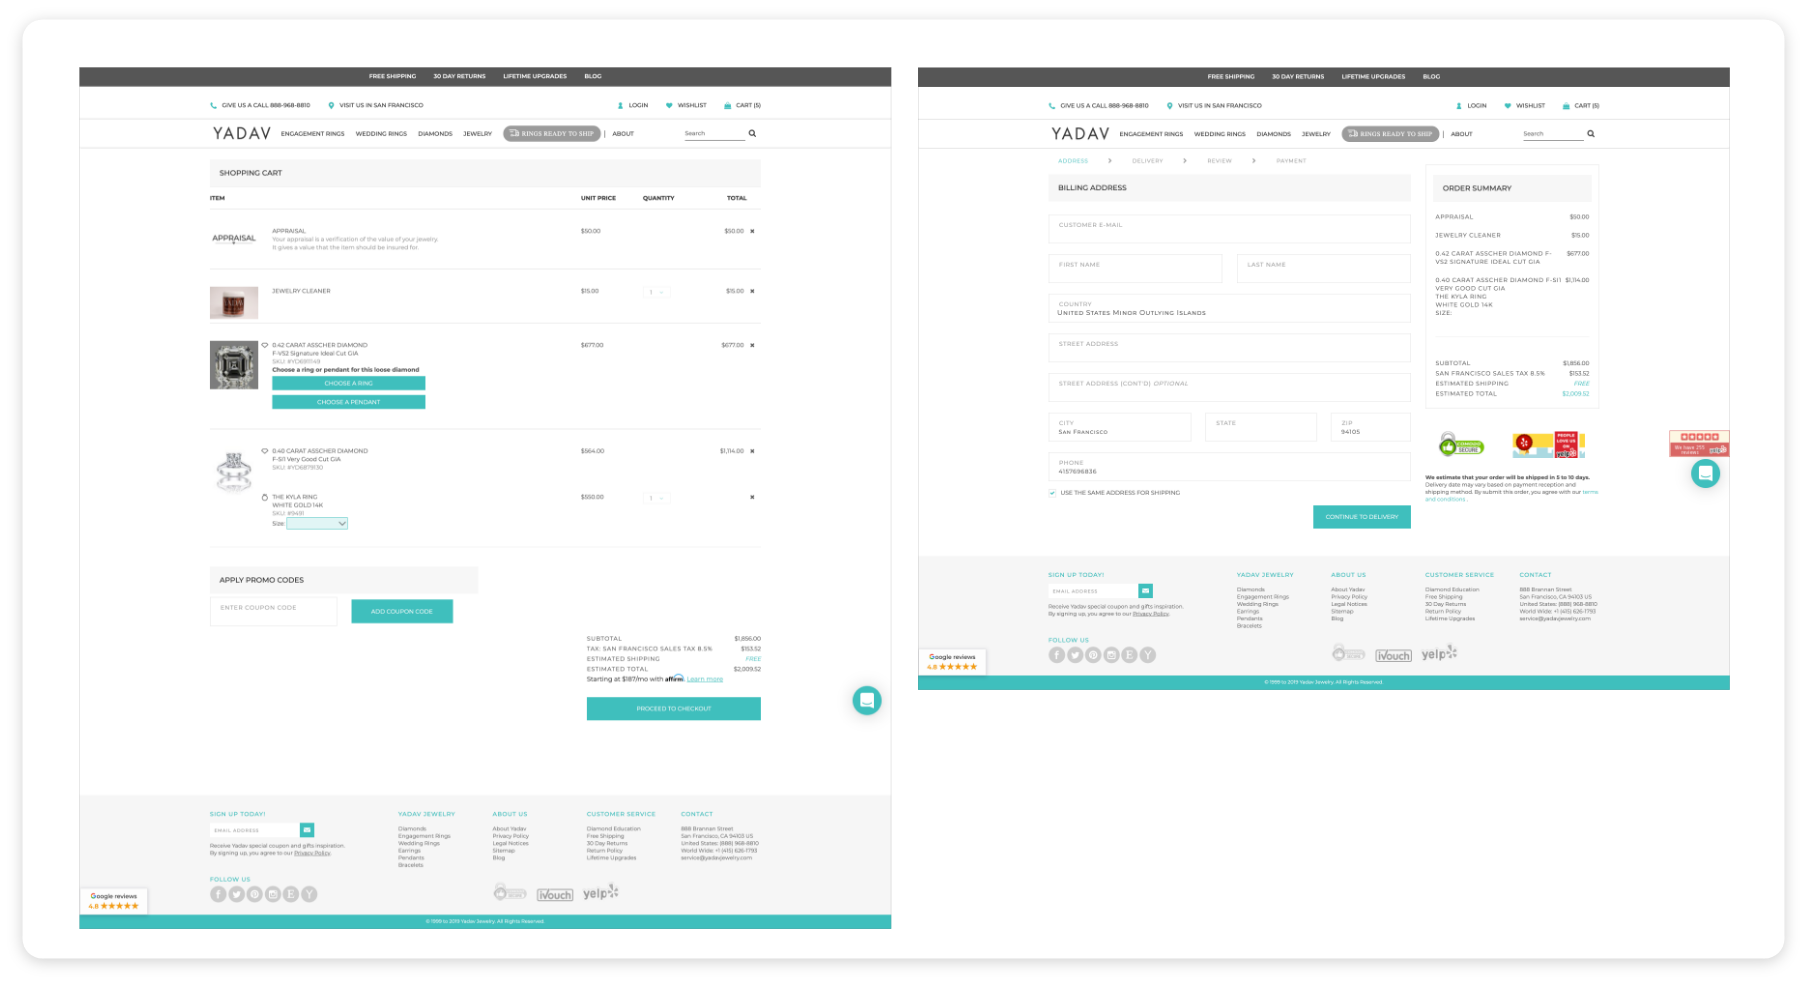 FREE SHIPPING 30 DAY RETURNS LIFETIME UPGRADES BLOG
GIVE US A CALL 888-968-8810 VISIT US IN SAN FRANCISCO LOGIN WISHLIST CART (5)
YADAV ENGAGEMENT RINGS WEDDING RINGS DIAMONDS JEWELRY RINGS READY TO SHIP | ABOUT Search
SHOPPING CART
ITEM UNIT PRICE QUANTITY TOTAL
APPRAISAL
APPRAISAL $50.00 $50.00
Your appraisal is a verification of the value of your jewelry.
It gives a value that the item should be insured for.
YADAV
JEWELRY CLEANER $15.00 1 $15.00
0.42 CARAT ASSCHER DIAMOND $677.00 $677.00
F-VS2 Signature Ideal Cut GIA
SKU: #YD6911149
Choose a ring or pendant for this loose diamond
CHOOSE A RING
CHOOSE A PENDANT
0.40 CARAT ASSCHER DIAMOND $564.00 $1,114.00
F-SI1 Very Good Cut GIA
SKU: #YD6879130
THE KYLA RING $550.00 1
WHITE GOLD 14K
SKU: #9491
Size:
APPLY PROMO CODES
ENTER COUPON CODE ADD COUPON CODE
SUBTOTAL $1,856.00
TAX: SAN FRANCISCO SALES TAX 8.5% $153.52
ESTIMATED SHIPPING FREE
ESTIMATED TOTAL $2,009.52
Starting at $187/mo with affirm. Learn more
PROCEED TO CHECKOUT
SIGN UP TODAY! YADAV JEWELRY ABOUT US CUSTOMER SERVICE CONTACT
EMAIL ADDRESS
Diamonds About Yadav Diamond Education 888 Brannan Street
Engagement Rings Privacy Policy Free Shipping San Francisco, CA 94103 US
Wedding Rings Legal Notices 30 Day Returns United States: (888) 968-8810
Receive Yadav special coupon and gifts inspiration. Earrings Sitemap Return Policy World Wide: +1 (415) 626-1793
By signing up, you agree to our Privacy Policy. Pendants Blog Lifetime Upgrades service@yadavjewelry.com
Bracelets
FOLLOW US
iVouch yelp
Google reviews
4.8
© 1999 to 2019 Yadav Jewelry. All Rights Reserved.
FREE SHIPPING 30 DAY RETURNS LIFETIME UPGRADES BLOG
GIVE US A CALL 888-968-8810 VISIT US IN SAN FRANCISCO LOGIN WISHLIST CART (5)
YADAV ENGAGEMENT RINGS WEDDING RINGS DIAMONDS JEWELRY RINGS READY TO SHIP | ABOUT Search
ADDRESS > DELIVERY > REVIEW > PAYMENT
BILLING ADDRESS
CUSTOMER E-MAIL
FIRST NAME LAST NAME
COUNTRY
United States Minor Outlying Islands
STREET ADDRESS
STREET ADDRESS (CONT'D) OPTIONAL
CITY STATE ZIP
San Francisco 94105
PHONE
4157696836
USE THE SAME ADDRESS FOR SHIPPING
CONTINUE TO DELIVERY
ORDER SUMMARY
APPRAISAL $50.00
JEWELRY CLEANER $15.00
0.42 CARAT ASSCHER DIAMOND F- $677.00
VS2 SIGNATURE IDEAL CUT GIA
0.40 CARAT ASSCHER DIAMOND F-SI1 $1,114.00
VERY GOOD CUT GIA
THE KYLA RING
WHITE GOLD 14K
SIZE:
SUBTOTAL $1,856.00
SAN FRANCISCO SALES TAX 8.5% $153.52
ESTIMATED SHIPPING FREE
ESTIMATED TOTAL $2,009.52
SECURE
PEOPLE
LOVE US
ON
yelp
We have 255
reviews yelp
We estimate that your order will be shipped in 5 to 10 days.
Delivery date may vary based on payment reception and
shipping mathod. By submit this order, you agree with our terms
and conditions .
SIGN UP TODAY! YADAV JEWELRY ABOUT US CUSTOMER SERVICE CONTACT
EMAIL ADDRESS
Diamonds About Yadav Diamond Education 888 Brannan Street
Engagement Rings Privacy Policy Free Shipping San Francisco, CA 94103 US
Wedding Rings Legal Notices 30 Day Returns United States: (888) 968-8810
Receive Yadav special coupon and gifts inspiration. Earrings Sitemap Return Policy World Wide: +1 (415) 626-1793
By signing up, you agree to our Privacy Policy. Pendants Blog Lifetime Upgrades service@yadavjewelry.com
Bracelets
FOLLOW US
iVouch yelp
Google reviews
4.8
© 1999 to 2019 Yadav Jewelry. All Rights Reserved.